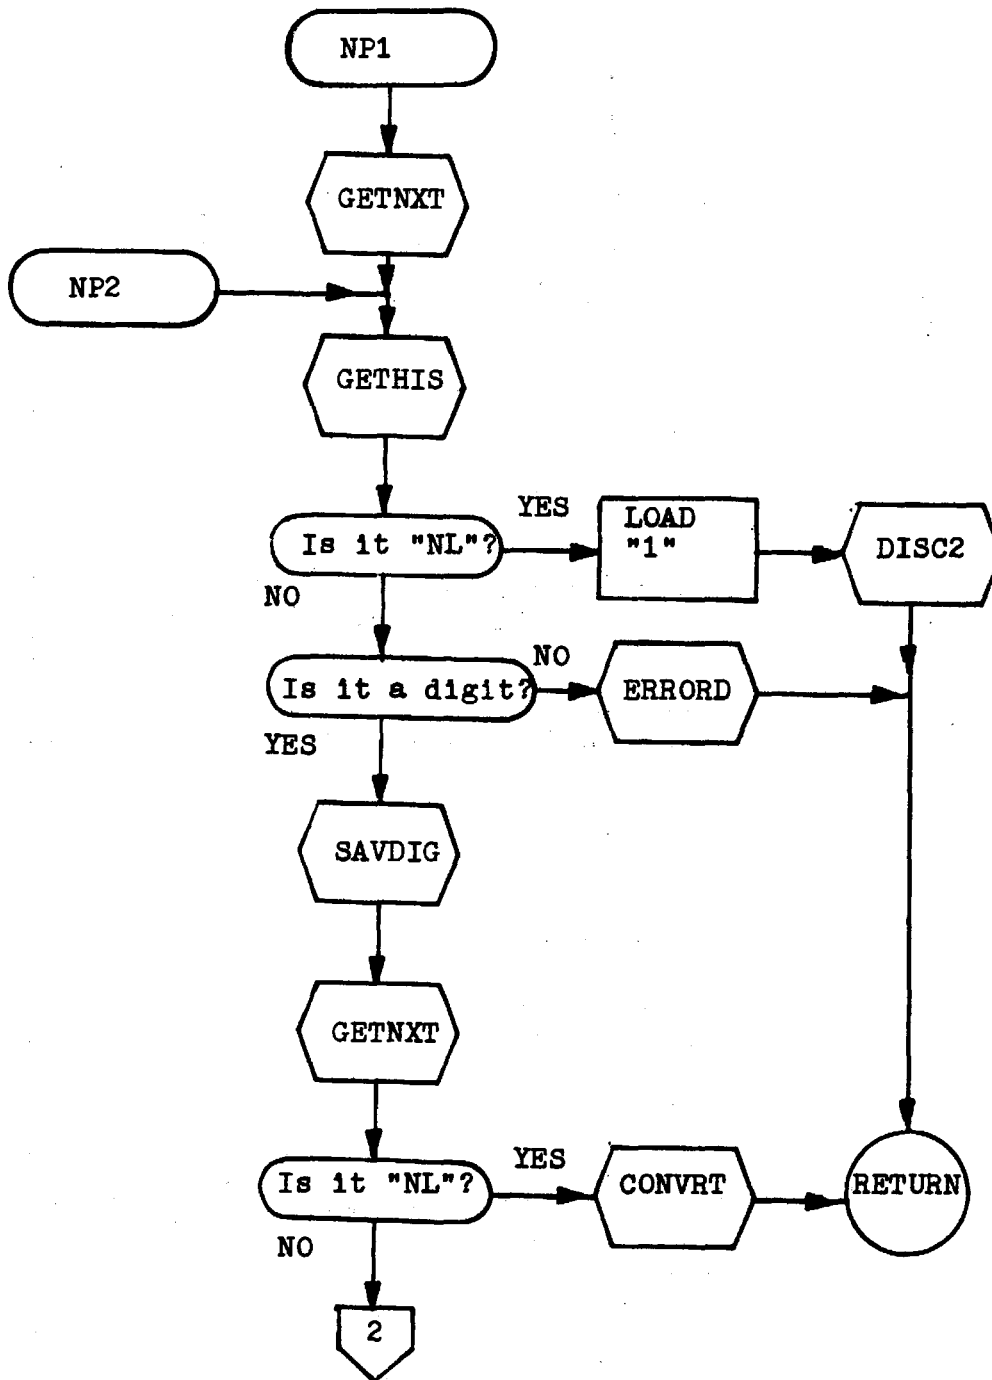 NP1
GETNXT
NP2
GETHIS
Is it "NL"?
YES
LOAD
"1"
DISC2
NO
Is it a digit?
NO
ERRORD
YES
SAVDIG
GETNXT
Is it "NL"?
YES
CONVRT
RETURN
NO
2